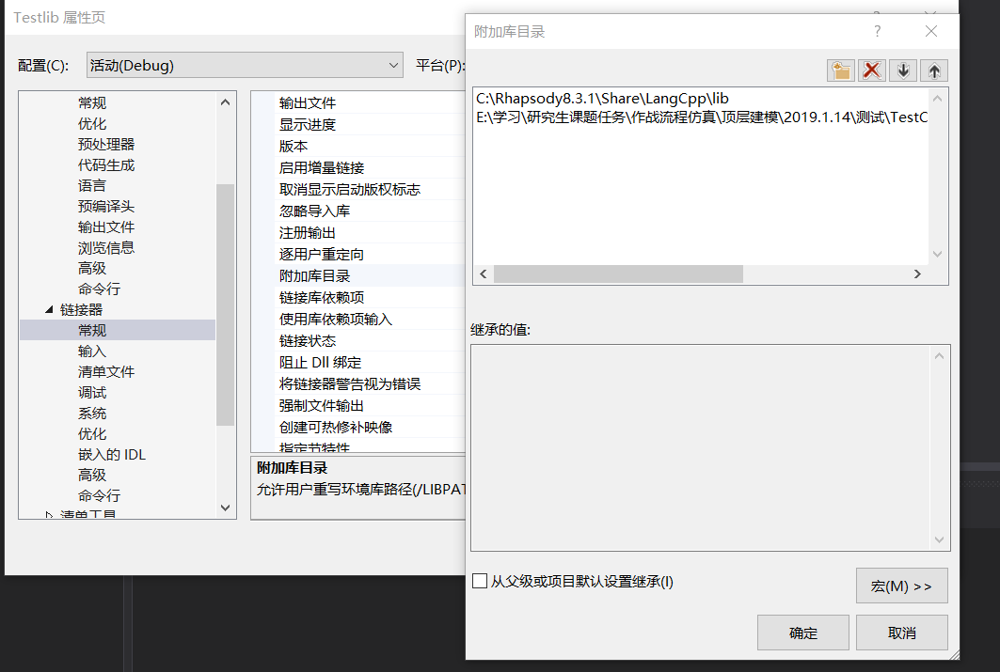 Testlib 属性页
配置(C):
活动(Debug)
平台(P):
常规
优化
预处理器
代码生成
语言
预编译头
输出文件
浏览信息
高级
命令行
链接器
常规
输入
清单文件
调试
系统
优化
嵌入的 IDL
高级
命令行
清单工具
输出文件
显示进度
版本
启用增量链接
取消显示启动版权标志
忽略导入库
注册输出
逐用户重定向
附加库目录
链接库依赖项
使用库依赖项输入
链接状态
阻止 Dll 绑定
将链接器警告视为错误
强制文件输出
创建可热修补映像
指定节特性
附加库目录
允许用户重写环境库路径(/LIBPAT
附加库目录
?
C:\Rhapsody8.3.1\Share\LangCpp\lib
E:\学习\研究生课题任务\作战流程仿真\顶层建模\2019.1.14\测试\TestC
继承的值:
从父级或项目默认设置继承(I)
宏(M) >>
确定
取消